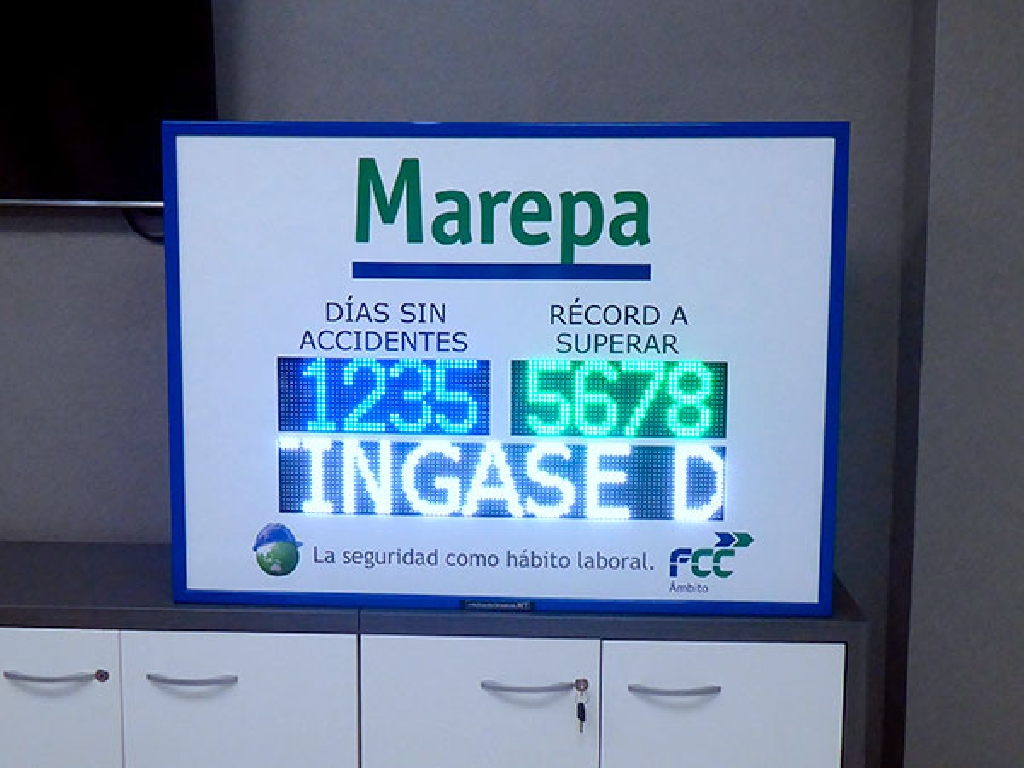 Marepa
DÍAS SIN
ACCIDENTES
RÉCORD A
SUPERAR
1235
5678
INGASE D
La seguridad como hábito laboral.
FCC
Ámbito